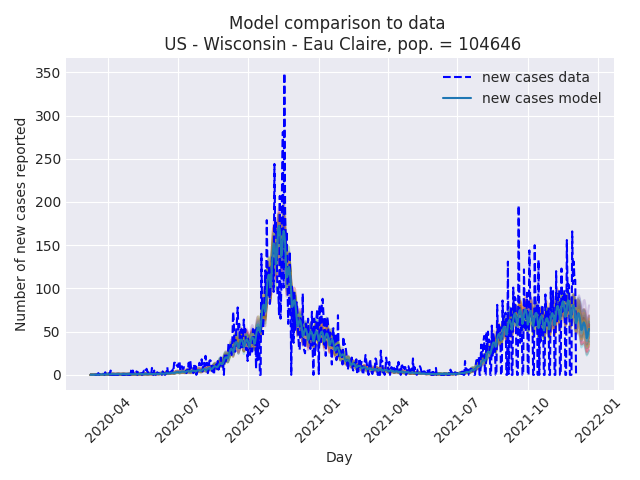 Model comparison to data
US - Wisconsin - Eau Claire, pop. = 104646
new cases data
new cases model
Number of new cases reported
350
300
250
200
150
100
50
0
2020-04
2020-07
2020-10
2021-01
2021-04
2021-07
2021-10
2022-01
Day